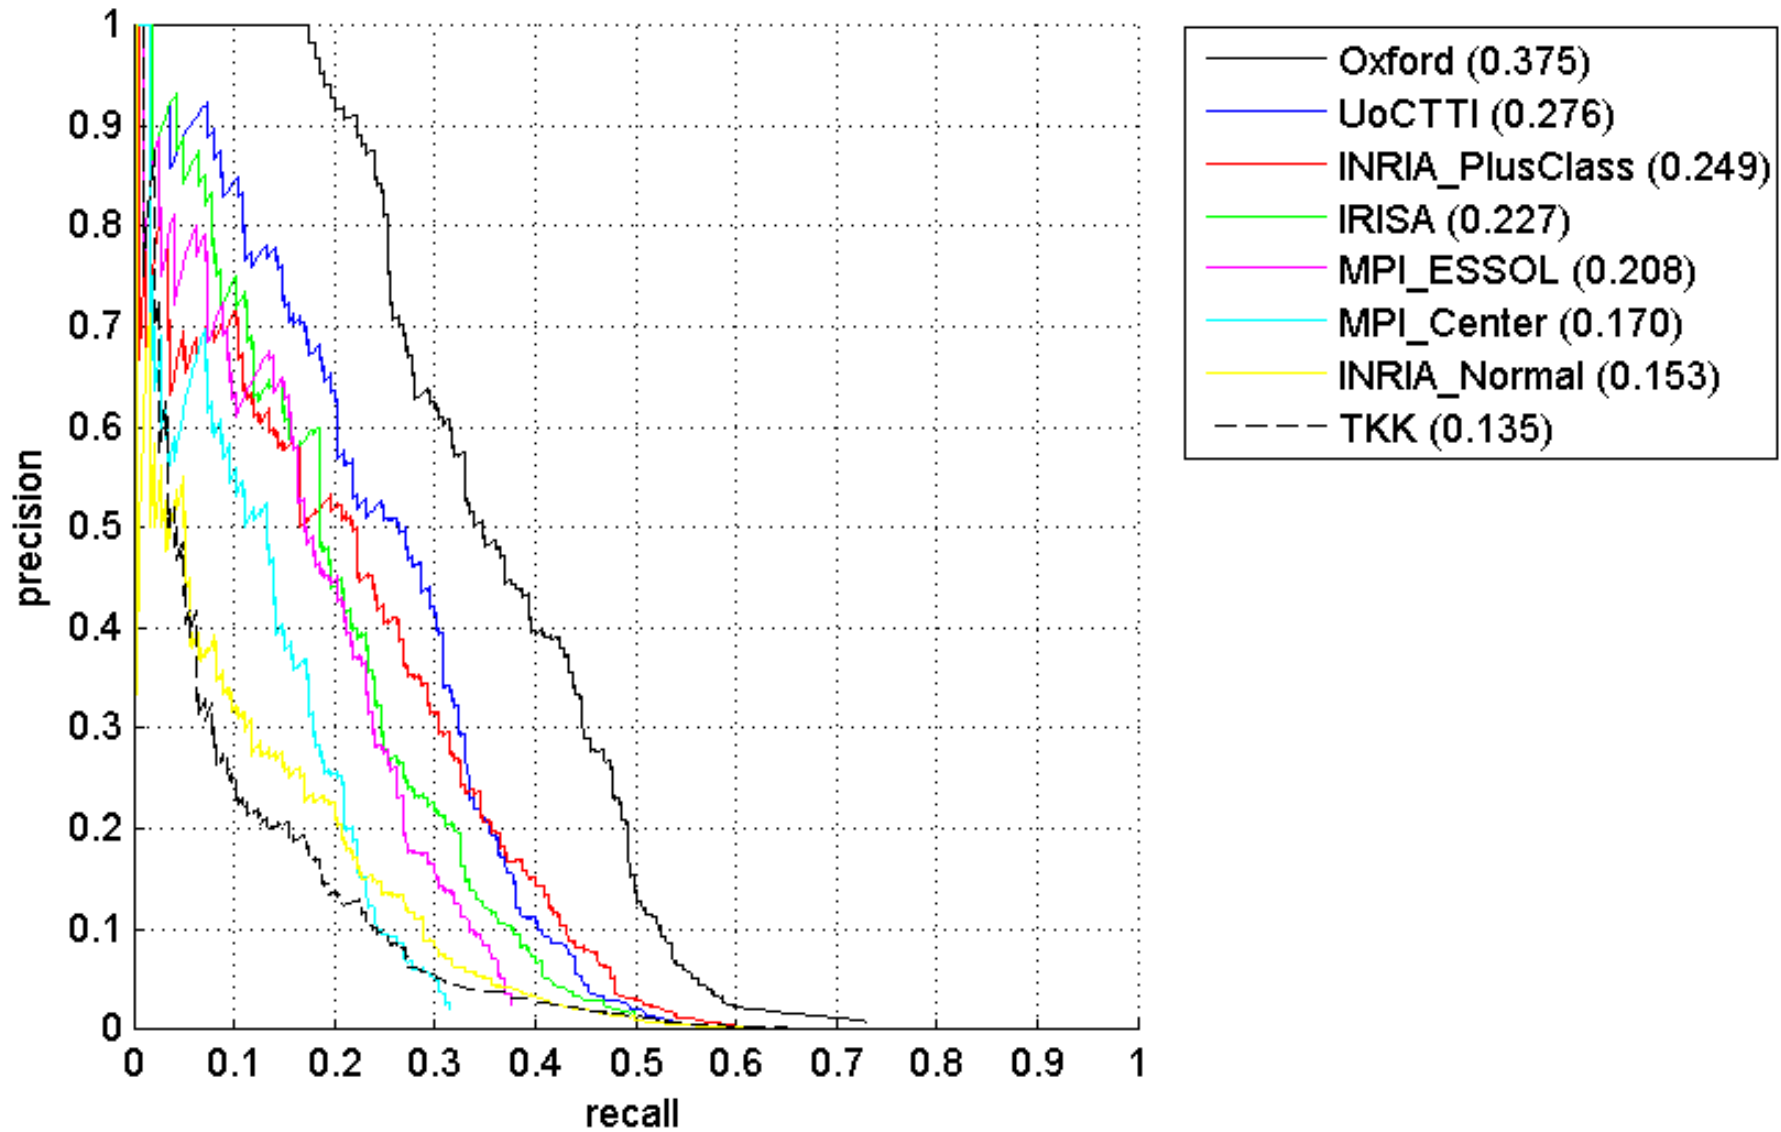 1
0.9
0.8
0.7
0.6
0.5
0.4
0.3
0.2
0.1
0
precision
0 0.1 0.2 0.3 0.4 0.5 0.6 0.7 0.8 0.9 1
recall
Oxford (0.375)
UoCTTI (0.276)
INRIA_PlusClass (0.249)
IRISA (0.227)
MPI_ESSOL (0.208)
MPI_Center (0.170)
INRIA_Normal (0.153)
TKK (0.135)